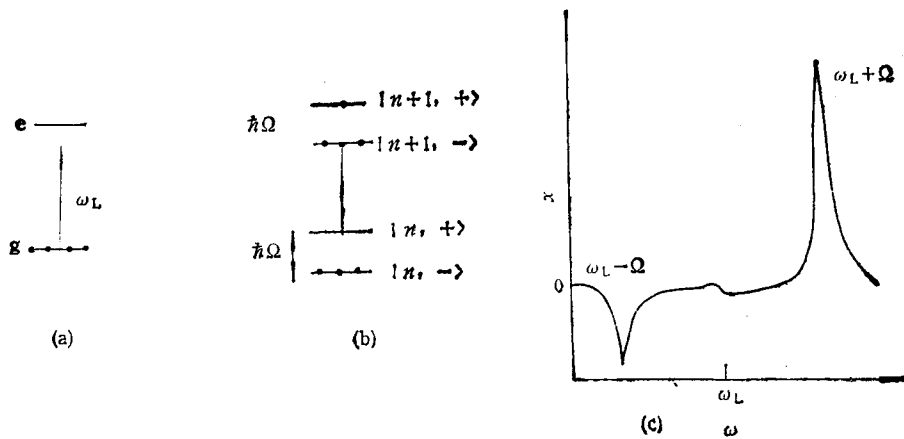 e
ω_L
g
(a)
ħΩ
|n+1, +>
|n+1, −>
|n, +>
ħΩ
|n, −>
(b)
ϰ
ω_L+Ω
0
ω_L−Ω
ω_L
(c)
ω